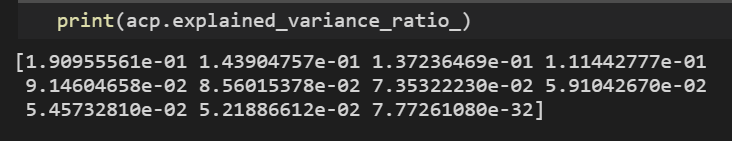 print(acp.explained_variance_ratio_)
[1.90955561e-01 1.43904757e-01 1.37236469e-01 1.11442777e-01
9.14604658e-02 8.56015378e-02 7.35322230e-02 5.91042670e-02
5.45732810e-02 5.21886612e-02 7.77261080e-32]